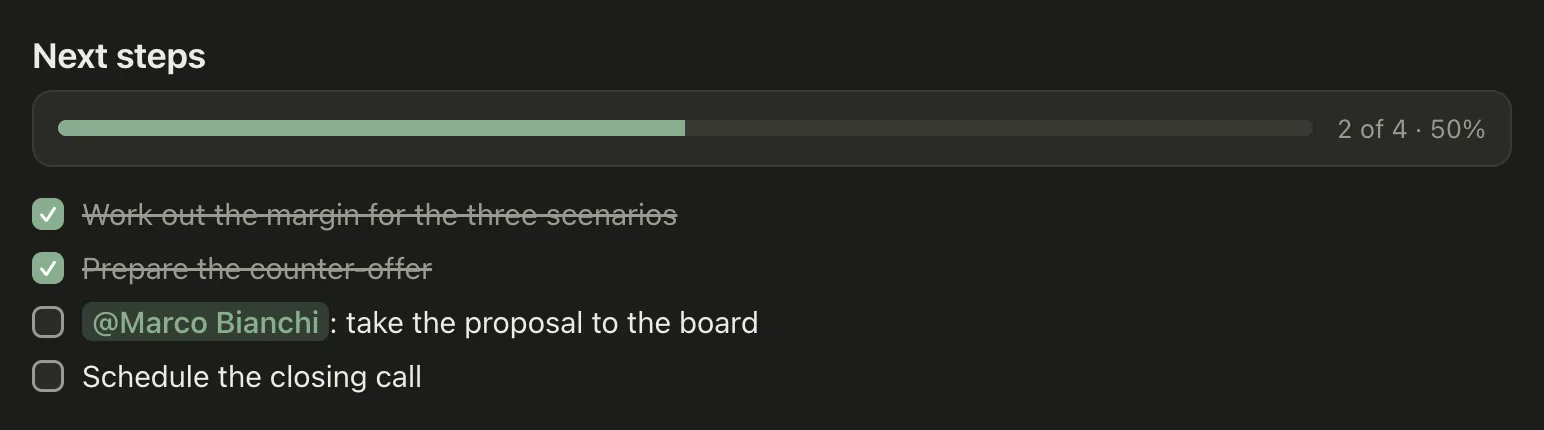 Next steps
2 of 4 · 50%
Work out the margin for the three scenarios
Prepare the counter-offer
@Marco Bianchi: take the proposal to the board
Schedule the closing call